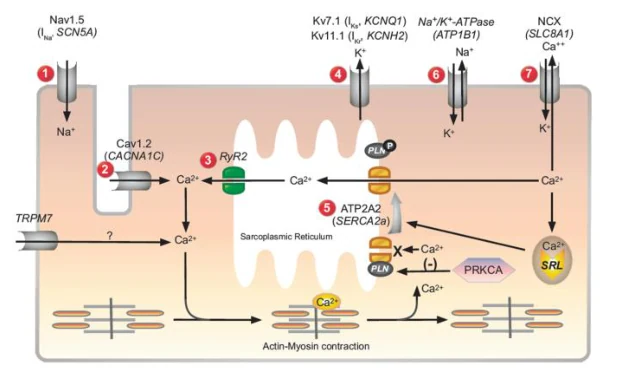 Nav1.5
(I_Na, SCN5A)
Kv7.1 (I_Ks, KCNQ1)
Kv11.1 (I_Kr, KCNH2)
K⁺
Na⁺/K⁺-ATPase
(ATP1B1)
Na⁺
NCX
(SLC8A1)
Ca⁺⁺
1
4
6
7
Na⁺
K⁺
K⁺
Cav1.2
(CACNA1C)
2
Ca²⁺
3
RyR2
Ca²⁺
PLN
P
Ca²⁺
5
ATP2A2
(SERCA2a)
TRPM7
?
Ca²⁺
Sarcoplasmic Reticulum
X
Ca²⁺
(-)
PLN
PRKCA
Ca²⁺
SRL
Ca²⁺
Ca²⁺
Actin-Myosin contraction